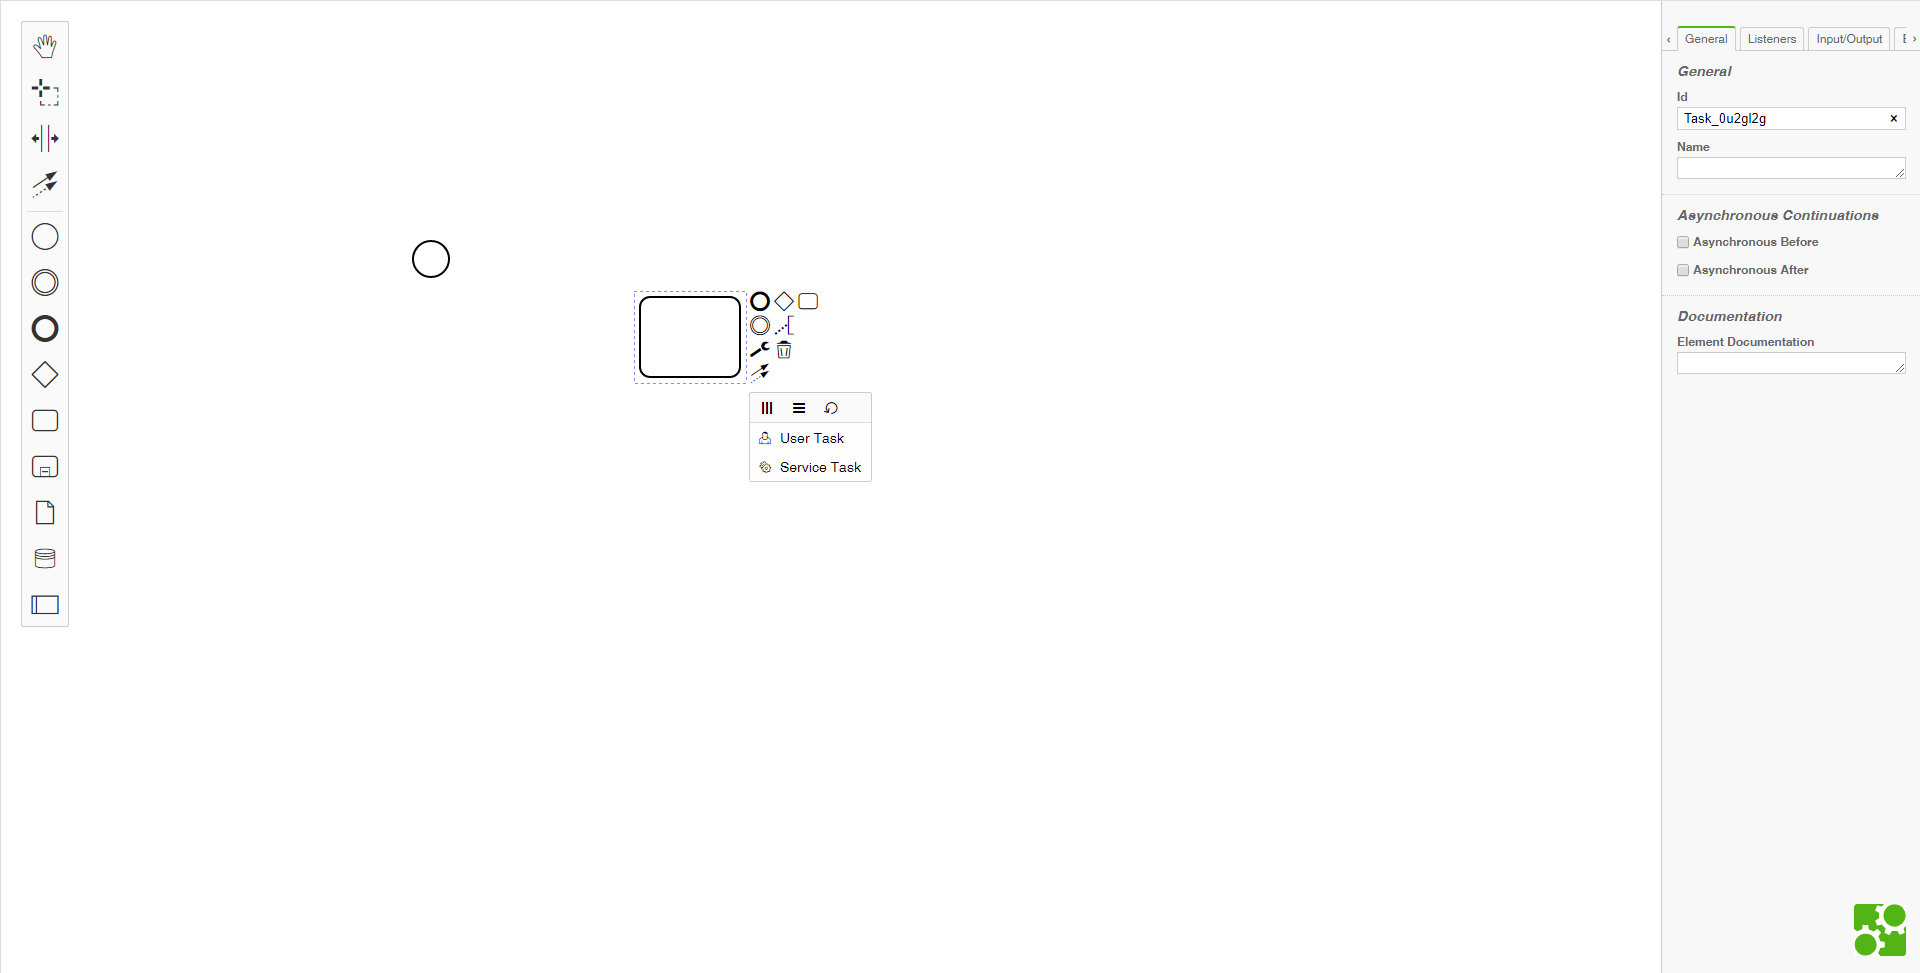 General
Listeners
Input/Output
General
Id
Task_0u2gl2g
Name
Asynchronous Continuations
Asynchronous Before
Asynchronous After
Documentation
Element Documentation
User Task
Service Task